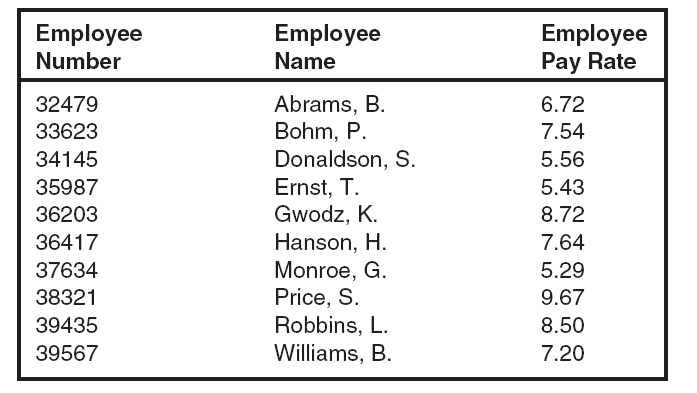 Employee Employee Employee
Number Name Pay Rate
32479 Abrams, B. 6.72
33623 Bohm, P. 7.54
34145 Donaldson, S. 5.56
35987 Ernst, T. 5.43
36203 Gwodz, K. 8.72
36417 Hanson, H. 7.64
37634 Monroe, G. 5.29
38321 Price, S. 9.67
39435 Robbins, L. 8.50
39567 Williams, B. 7.20